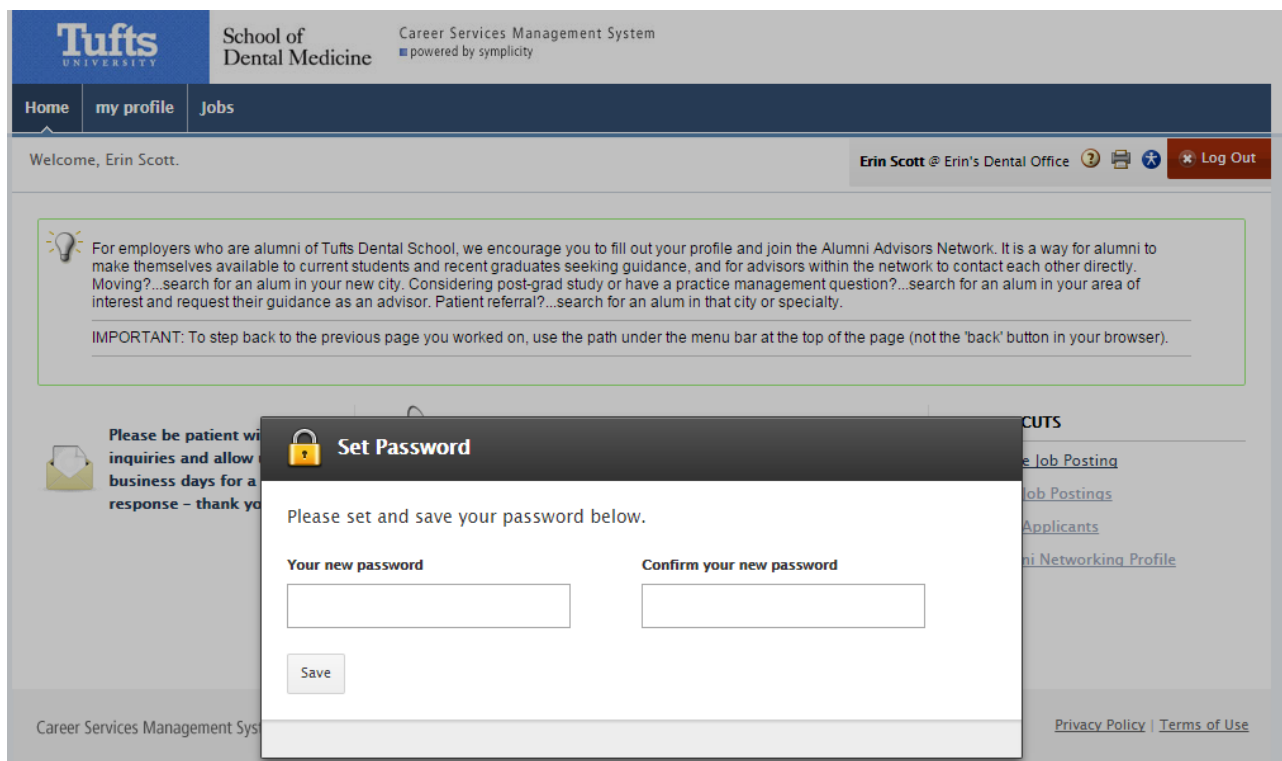 Tufts
UNIVERSITY
School of
Dental Medicine
Career Services Management System
powered by symplicity
Home my profile Jobs
Welcome, Erin Scott.
Erin Scott @ Erin's Dental Office ? Log Out
For employers who are alumni of Tufts Dental School, we encourage you to fill out your profile and join the Alumni Advisors Network. It is a way for alumni to
make themselves available to current students and recent graduates seeking guidance, and for advisors within the network to contact each other directly.
Moving?...search for an alum in your new city. Considering post-grad study or have a practice management question?...search for an alum in your area of
interest and request their guidance as an advisor. Patient referral?...search for an alum in that city or specialty.
IMPORTANT: To step back to the previous page you worked on, use the path under the menu bar at the top of the page (not the 'back' button in your browser).
Please be patient wi
inquiries and allow
business days for a
response – thank yo
Set Password
Please set and save your password below.
Your new password
Confirm your new password
Save
CUTS
e Job Posting
Job Postings
Applicants
ni Networking Profile
Career Services Management Syst
Privacy Policy | Terms of Use